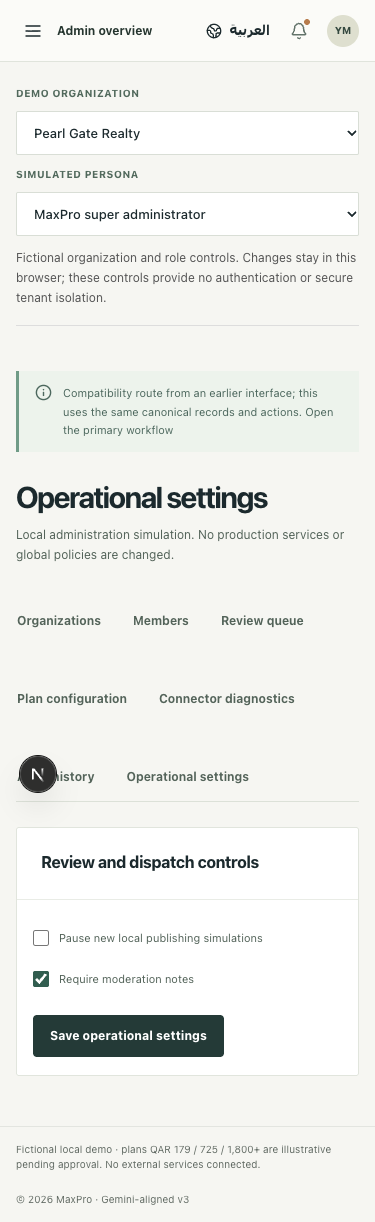 Admin overview
العربية
YM
DEMO ORGANIZATION
Pearl Gate Realty
SIMULATED PERSONA
MaxPro super administrator
Fictional organization and role controls. Changes stay in this
browser; these controls provide no authentication or secure
tenant isolation.
Compatibility route from an earlier interface; this
uses the same canonical records and actions. Open
the primary workflow
Operational settings
Local administration simulation. No production services or
global policies are changed.
Organizations Members Review queue
Plan configuration Connector diagnostics
N history Operational settings
Review and dispatch controls
Pause new local publishing simulations
Require moderation notes
Save operational settings
Fictional local demo · plans QAR 179 / 725 / 1,800+ are illustrative
pending approval. No external services connected.
© 2026 MaxPro · Gemini-aligned v3